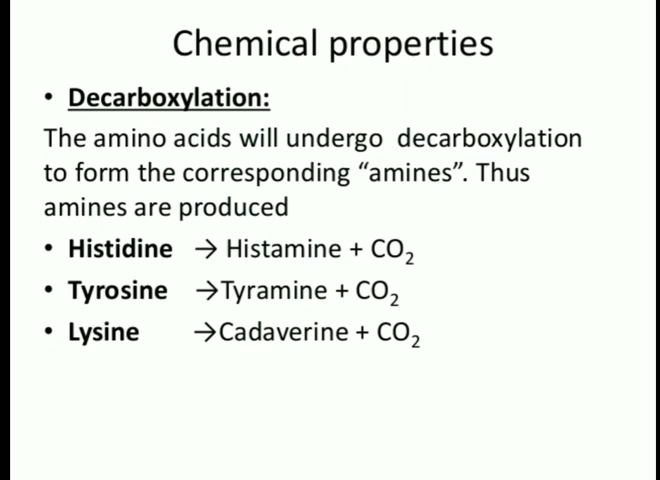 Chemical properties
• Decarboxylation:
The amino acids will undergo decarboxylation
to form the corresponding “amines”. Thus
amines are produced
• Histidine → Histamine + CO₂
• Tyrosine →Tyramine + CO₂
• Lysine →Cadaverine + CO₂